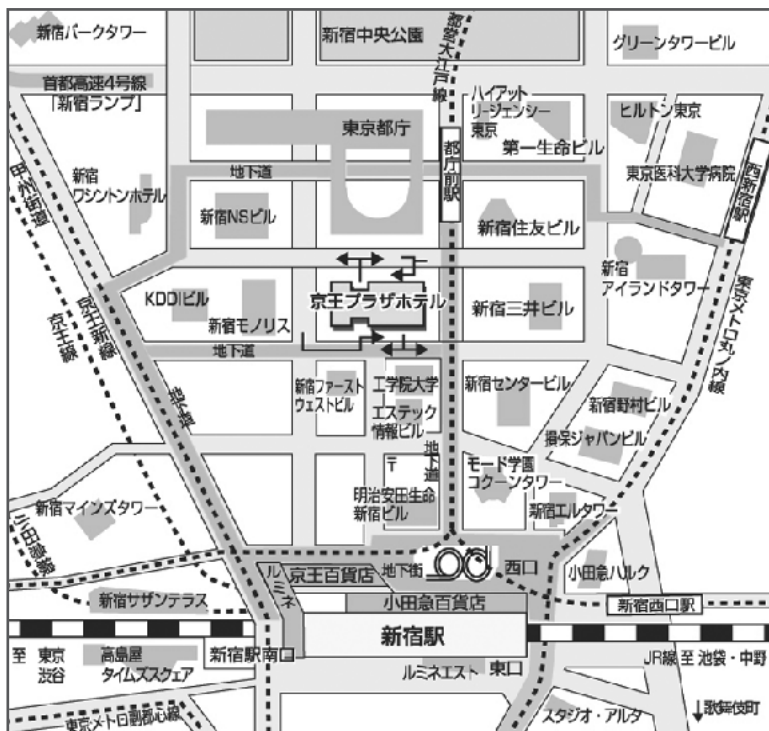 新宿パークタワー
新宿中央公園
都営大江戸線
グリーンタワービル
首都高速4号線
「新宿ランプ」
東京都庁
ハイアット
リージェンシー
東京
ヒルトン東京
第一生命ビル
都庁前駅
東京医科大学病院
西新宿駅
甲州街道
新宿
ワシントンホテル
地下道
新宿NSビル
新宿住友ビル
新宿
アイランドタワー
KDDIビル
新宿モノリス
京王プラザホテル
新宿三井ビル
東京メトロ丸ノ内線
京王新線
京王線
地下道
地下道
新宿ファースト
ウェストビル
工学院大学
エステック
情報ビル
新宿センタービル
新宿野村ビル
損保ジャパンビル
地下道
〒
モード学園
コクーンタワー
明治安田生命
新宿ビル
新宿エルタワー
新宿マインズタワー
小田急線
ルミネ
京王百貨店
地下街
西口
小田急ハルク
新宿サザンテラス
小田急百貨店
新宿西口駅
新宿駅
至 東京
渋谷
高島屋
タイムズスクェア
新宿駅南口
ルミネエスト
東口
JR線 至 池袋・中野
東京メトロ副都心線
スタジオ・アルタ
↓歌舞伎町